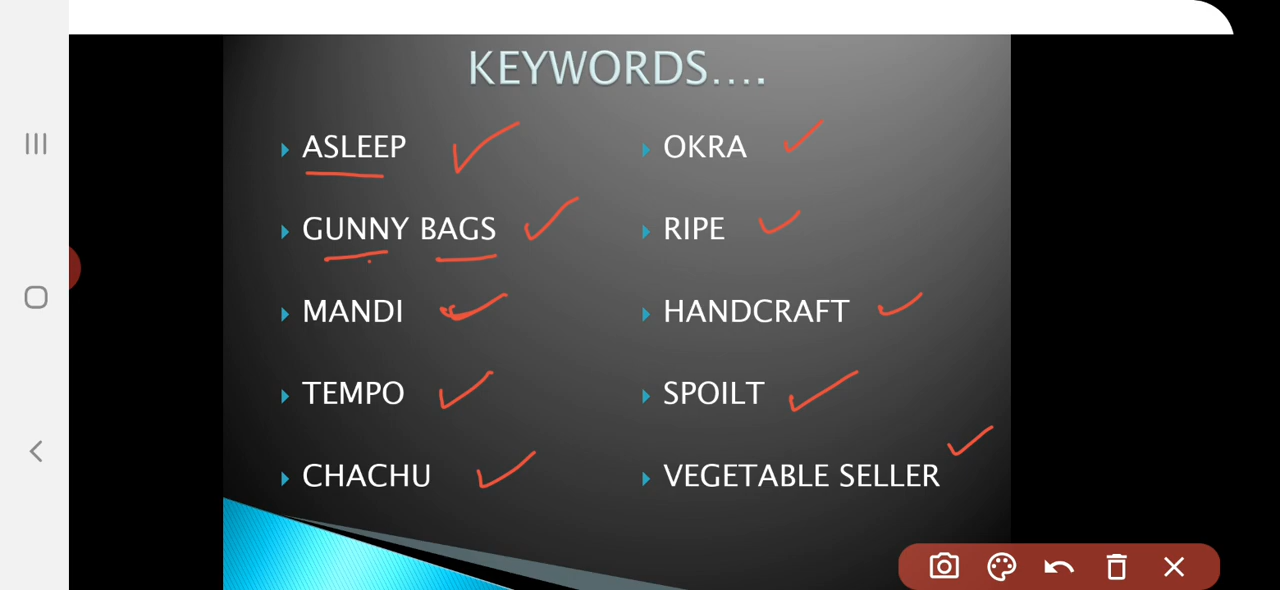 KEYWORDS....
ASLEEP
GUNNY BAGS
MANDI
TEMPO
CHACHU
OKRA
RIPE
HANDCRAFT
SPOILT
VEGETABLE SELLER